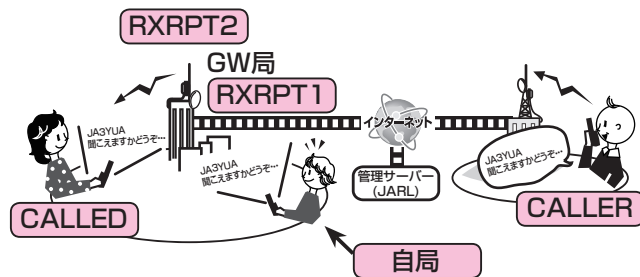 RXRPT2
GW局
RXRPT1
インターネット
JA3YUA
聞こえますかどうぞ…
JA3YUA
聞こえますかどうぞ…
管理サーバー
(JARL)
JA3YUA
聞こえますかどうぞ…
CALLED
CALLER
自局